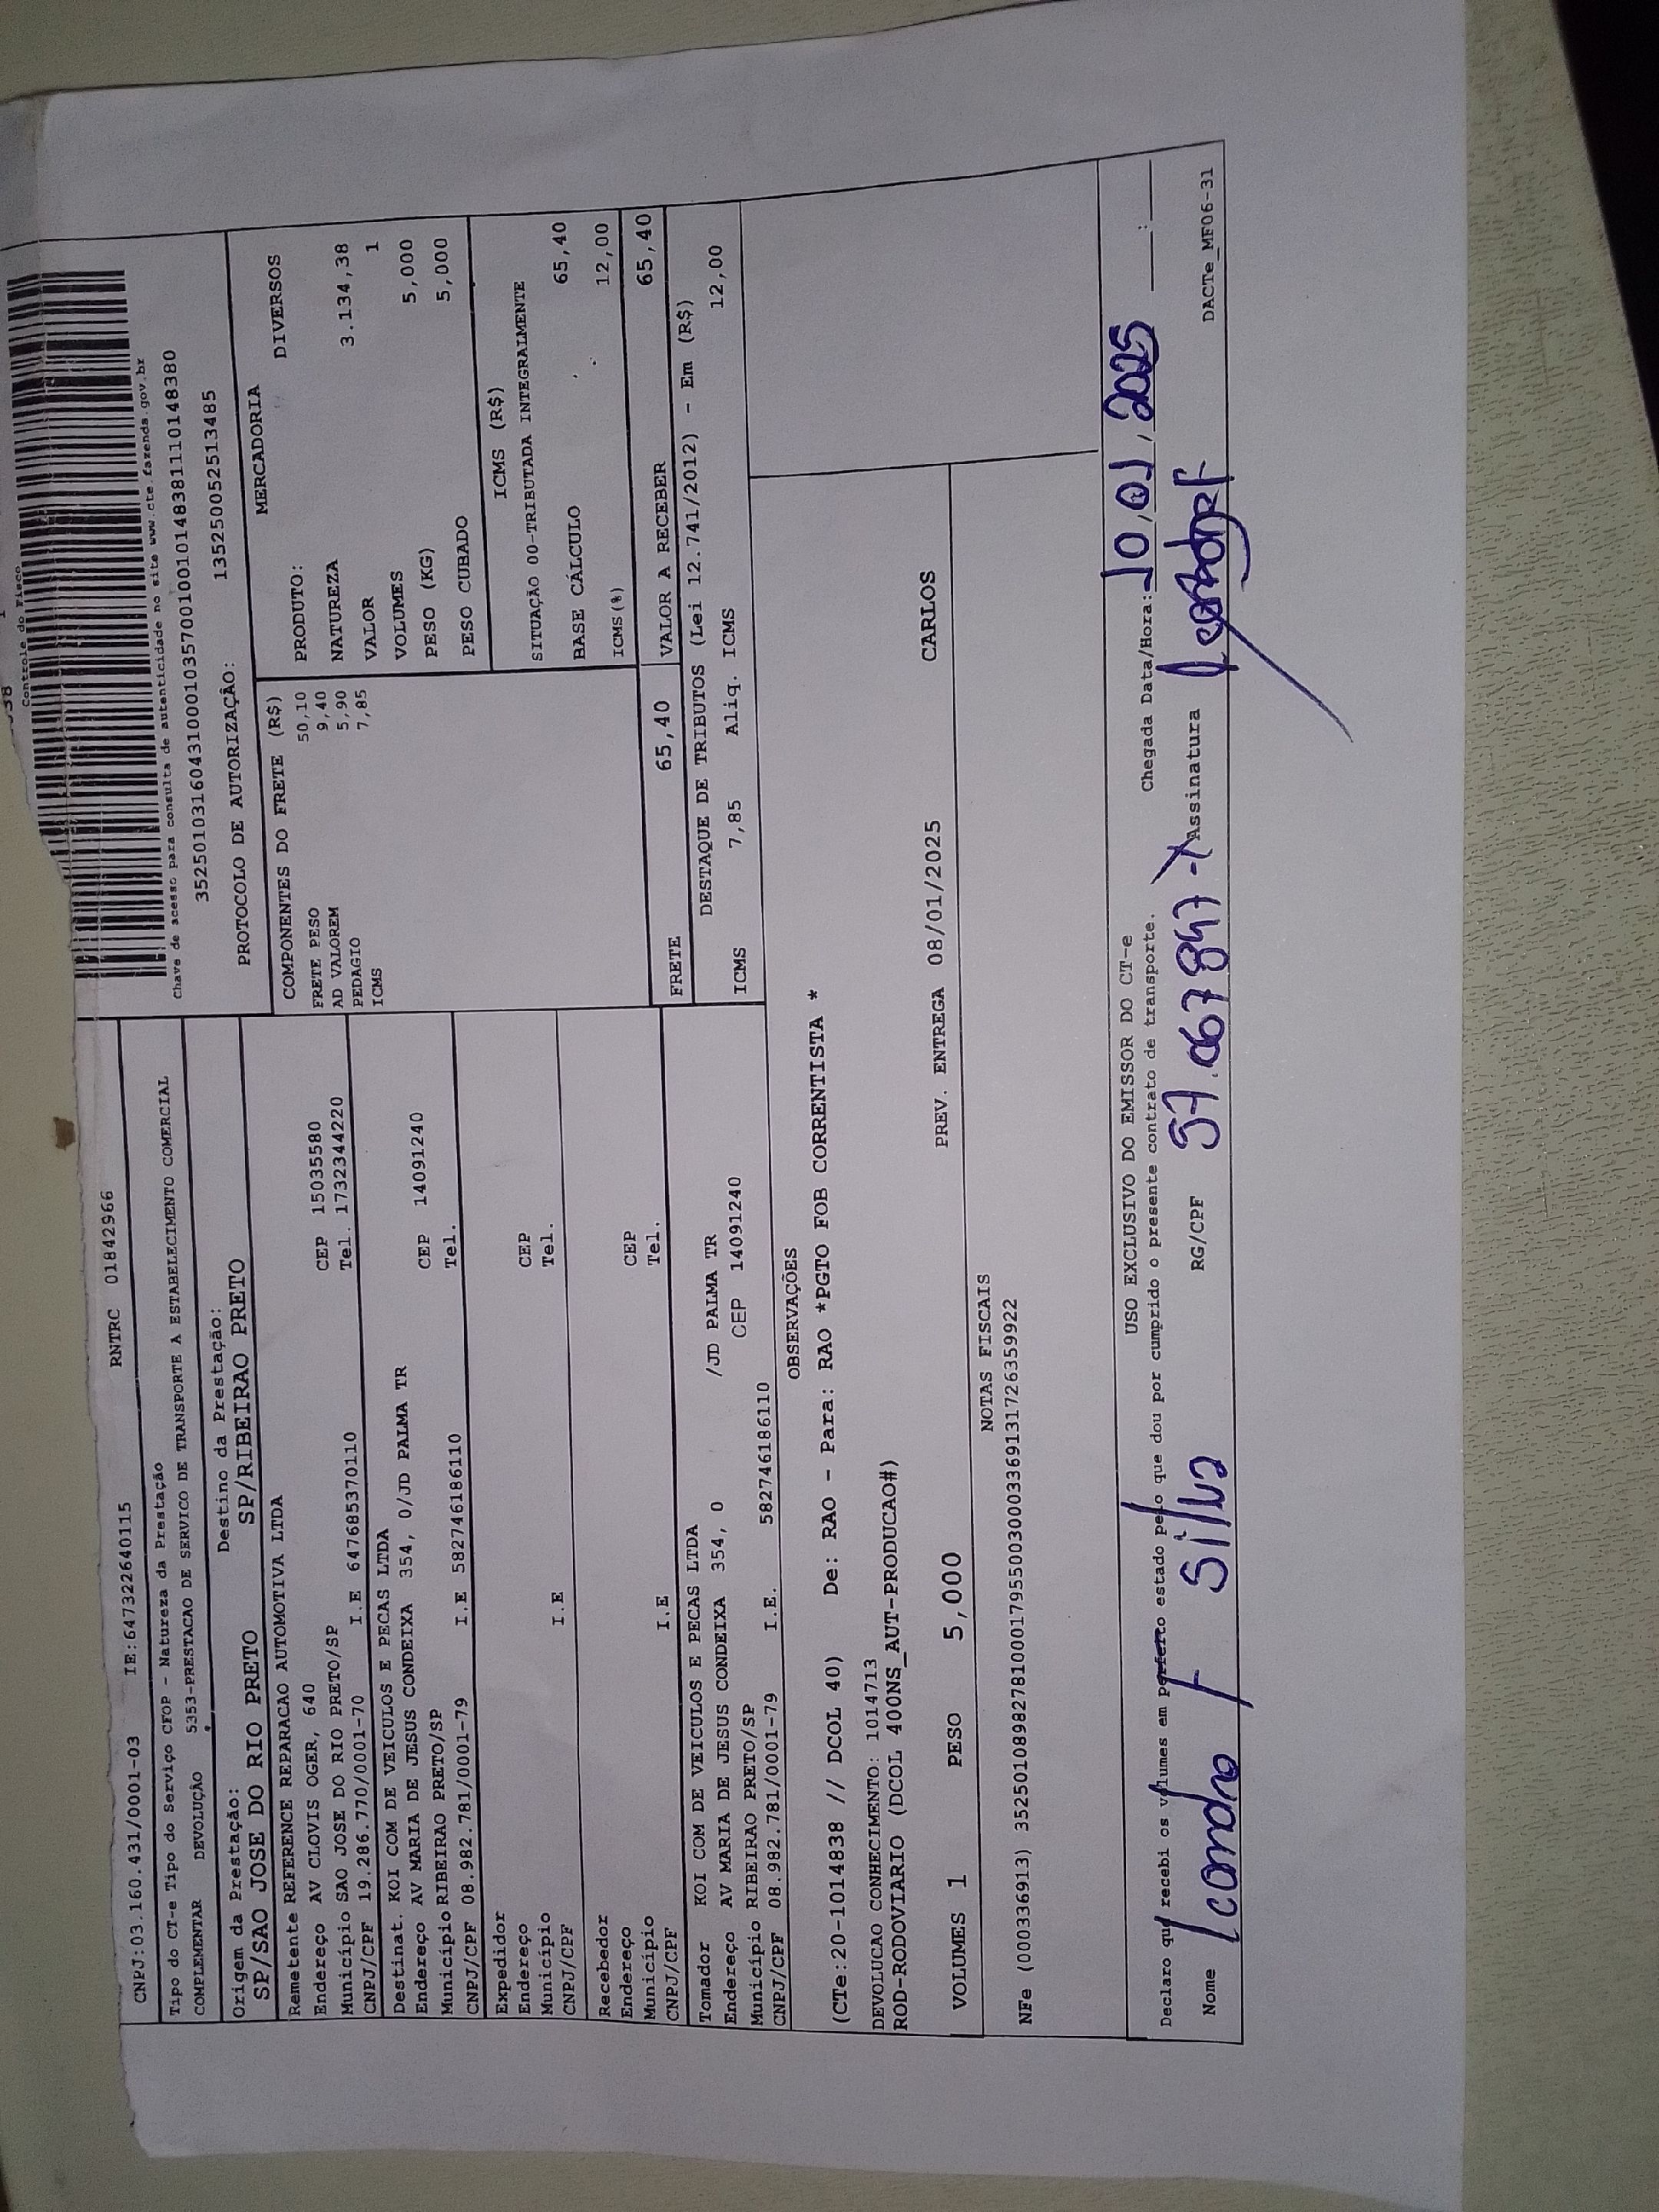 Controle do Fisco
Chave de acesso para consulta de autenticidade no site www.cte.fazenda.gov.br
35250103160431000103570010010148381110148380
PROTOCOLO DE AUTORIZAÇÃO: 135250052513485
CNPJ:03.160.431/0001-03 IE:647322640115 RNTRC 01842966
Tipo do CT-e Tipo do Serviço CFOP - Natureza da Prestação
COMPLEMENTAR DEVOLUÇÃO 5353-PRESTACAO DE SERVICO DE TRANSPORTE A ESTABELECIMENTO COMERCIAL
Origem da Prestação: Destino da Prestação:
SP/SAO JOSE DO RIO PRETO SP/RIBEIRAO PRETO
Remetente REFERENCE REPARACAO AUTOMOTIVA LTDA
Endereço AV CLOVIS OGER, 640 CEP 15035580
Município SAO JOSE DO RIO PRETO/SP Tel. 1732344220
CNPJ/CPF 19.286.770/0001-70 I.E 647685370110
Destinat. KOI COM DE VEICULOS E PECAS LTDA
Endereço AV MARIA DE JESUS CONDEIXA 354, 0/JD PALMA TR CEP 14091240
Município RIBEIRAO PRETO/SP Tel.
CNPJ/CPF 08.982.781/0001-79 I.E 582746186110
Expedidor
Endereço CEP
Município Tel.
CNPJ/CPF I.E
Recebedor
Endereço CEP
Município Tel.
CNPJ/CPF I.E
Tomador KOI COM DE VEICULOS E PECAS LTDA
Endereço AV MARIA DE JESUS CONDEIXA 354, 0 /JD PALMA TR
Município RIBEIRAO PRETO/SP CEP 14091240
CNPJ/CPF 08.982.781/0001-79 I.E. 582746186110
COMPONENTES DO FRETE (R$)
FRETE PESO 50,10
AD VALOREM 9,40
PEDAGIO 5,90
ICMS 7,85
MERCADORIA
PRODUTO: DIVERSOS
NATUREZA
VALOR 3.134,38
VOLUMES 1
PESO (KG) 5,000
PESO CUBADO 5,000
ICMS (R$)
SITUAÇÃO 00-TRIBUTADA INTEGRALMENTE
BASE CÁLCULO 65,40
ICMS(%) 12,00
FRETE 65,40 VALOR A RECEBER 65,40
DESTAQUE DE TRIBUTOS (Lei 12.741/2012) - Em (R$)
ICMS 7,85 Aliq. ICMS 12,00
OBSERVAÇÕES
(CTe:20-1014838 // DCOL 40) De: RAO - Para: RAO *PGTO FOB CORRENTISTA *
DEVOLUCAO CONHECIMENTO: 1014713
ROD-RODOVIARIO (DCOL 400NS_AUT-PRODUCAO#)
VOLUMES 1 PESO 5,000 PREV. ENTREGA 08/01/2025 CARLOS
NOTAS FISCAIS
NFe (000336913) 35250108982781000179550030003369131726359922
USO EXCLUSIVO DO EMISSOR DO CT-e
Declaro que recebi os volumes em perfeito estado pelo que dou por cumprido o presente contrato de transporte. Chegada Data/Hora: 10,01,2025 __:__
Nome Leandro F Silva RG/CPF 57.067847-X Assinatura
DACTe_MF06-31